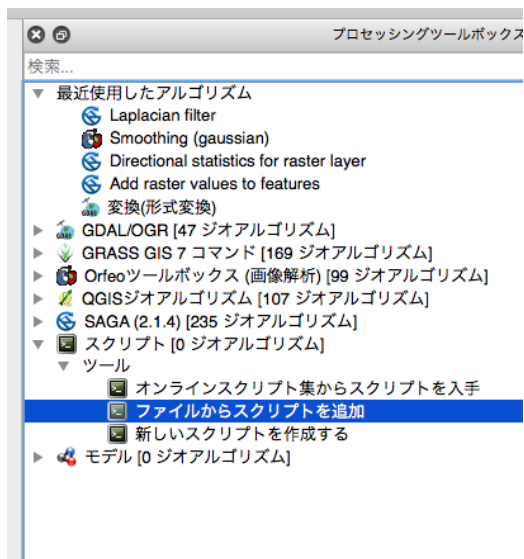 プロセッシングツールボックス
検索...
最近使用したアルゴリズム
Laplacian filter
Smoothing (gaussian)
Directional statistics for raster layer
Add raster values to features
変換(形式変換)
GDAL/OGR [47 ジオアルゴリズム]
GRASS GIS 7 コマンド [169 ジオアルゴリズム]
Orfeoツールボックス (画像解析) [99 ジオアルゴリズム]
QGISジオアルゴリズム [107 ジオアルゴリズム]
SAGA (2.1.4) [235 ジオアルゴリズム]
スクリプト [0 ジオアルゴリズム]
ツール
オンラインスクリプト集からスクリプトを入手
ファイルからスクリプトを追加
新しいスクリプトを作成する
モデル [0 ジオアルゴリズム]